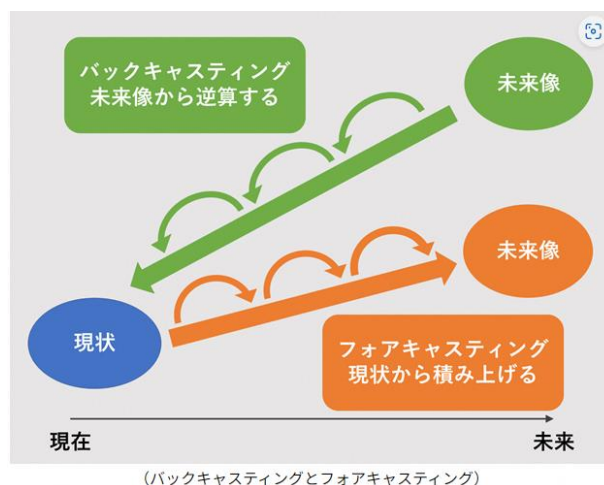 バックキャスティング
未来像から逆算する
未来像
未来像
現状
フォアキャスティング
現状から積み上げる
現在
未来
（バックキャスティングとフォアキャスティング）